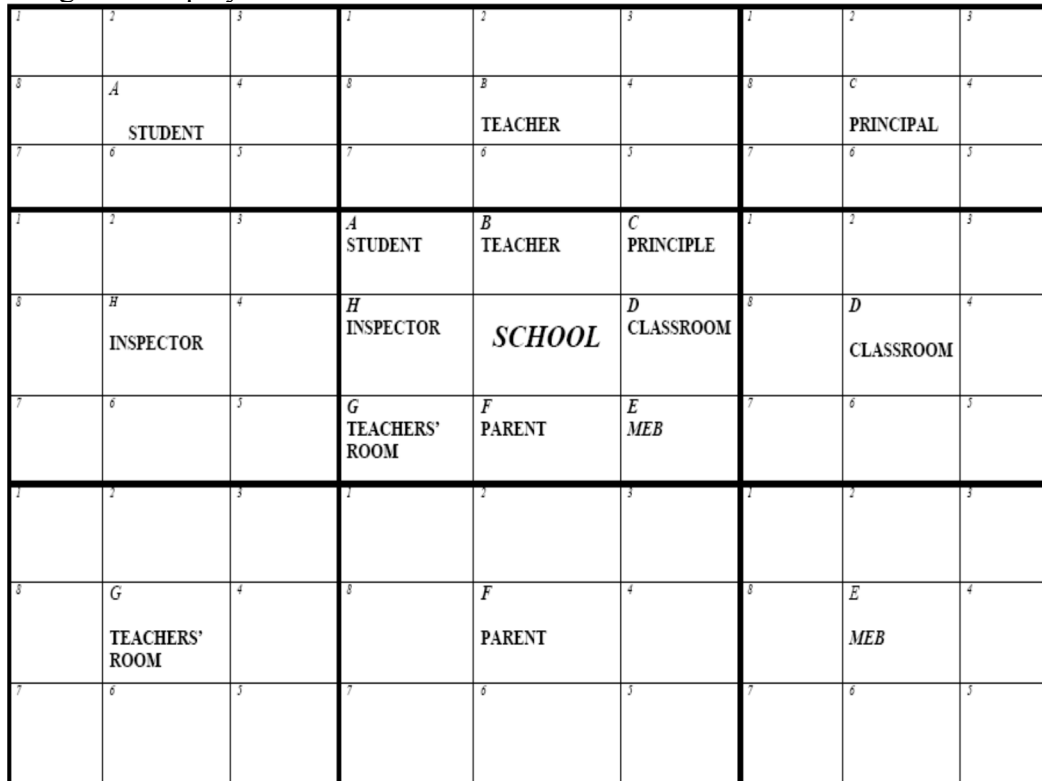 1 2 3 1 2 3 1 2 3
8 A 4 8 B 4 8 C 4
STUDENT TEACHER PRINCIPAL
7 6 5 7 6 5 7 6 5
1 2 3 A B C 1 2 3
STUDENT TEACHER PRINCIPLE
8 H 4 H D 8 D 4
INSPECTOR INSPECTOR SCHOOL CLASSROOM CLASSROOM
7 6 5 G F E 7 6 5
TEACHERS' PARENT MEB
ROOM
1 2 3 1 2 3 1 2 3
8 G 4 8 F 4 8 E 4
TEACHERS' PARENT MEB
ROOM
7 6 5 7 6 5 7 6 5